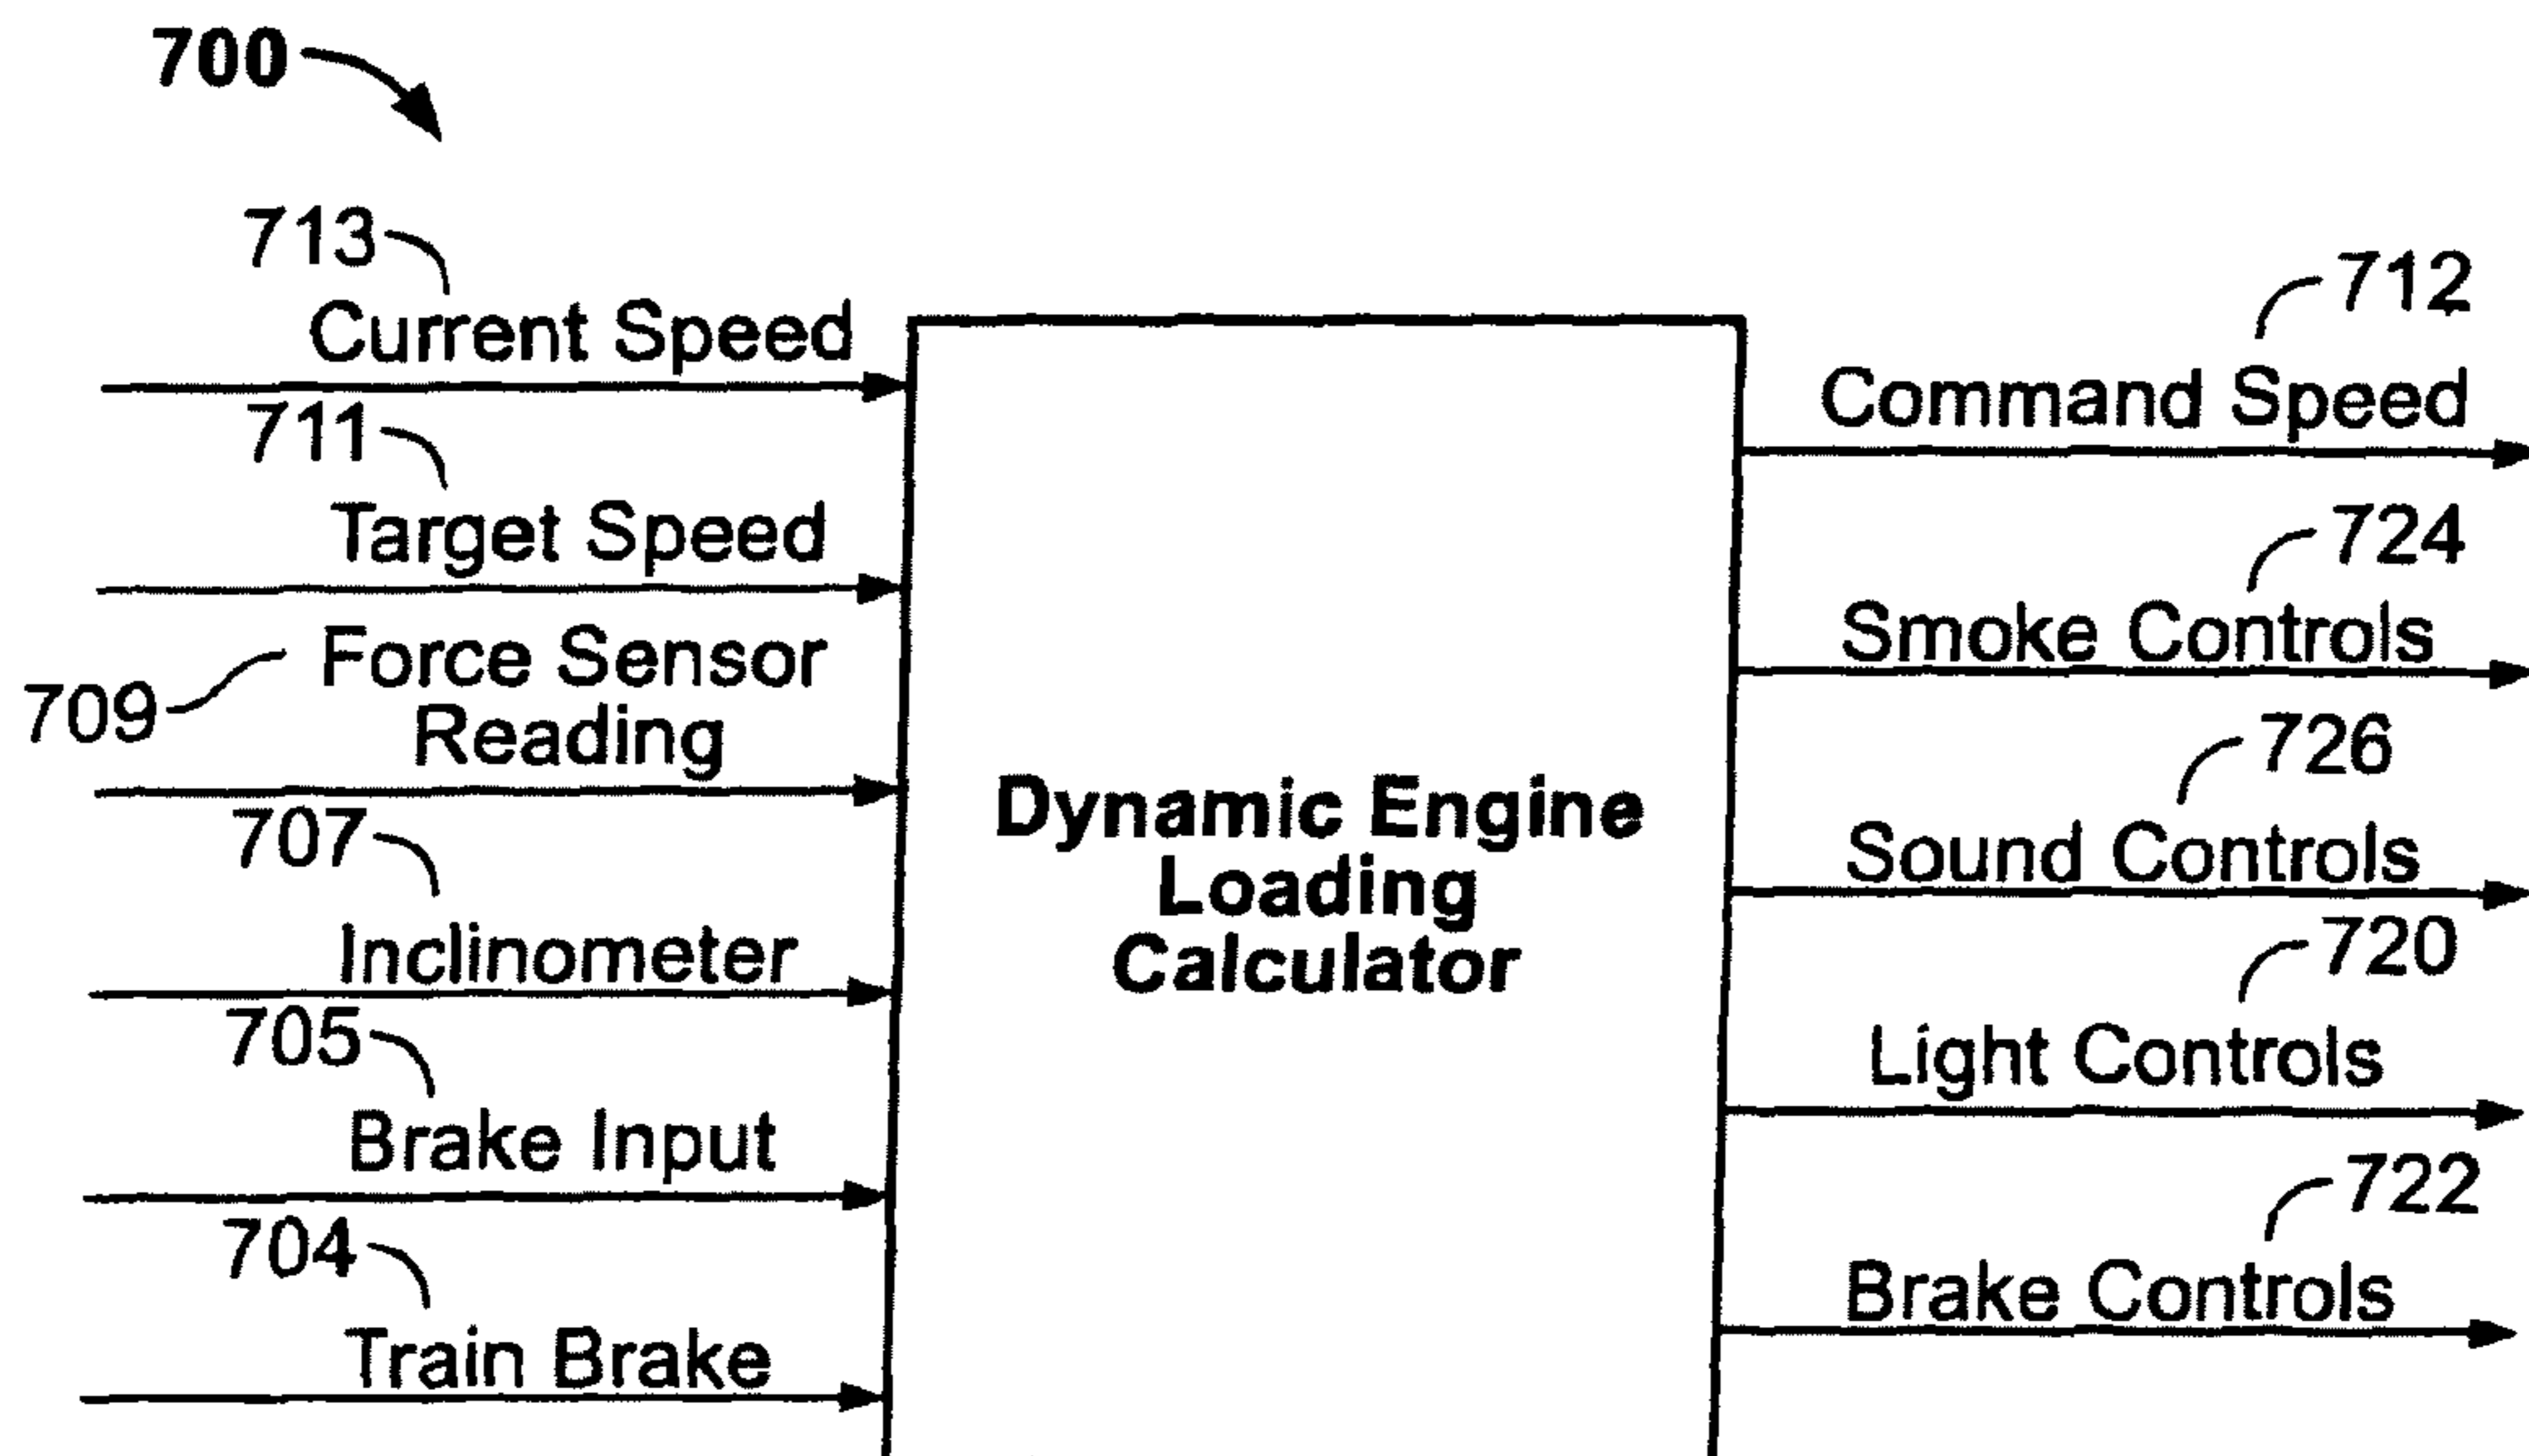 700
713
Current Speed
711
Target Speed
709
Force Sensor
Reading
707
Inclinometer
705
Brake Input
704
Train Brake
Dynamic Engine
Loading
Calculator
712
Command Speed
724
Smoke Controls
726
Sound Controls
720
Light Controls
722
Brake Controls